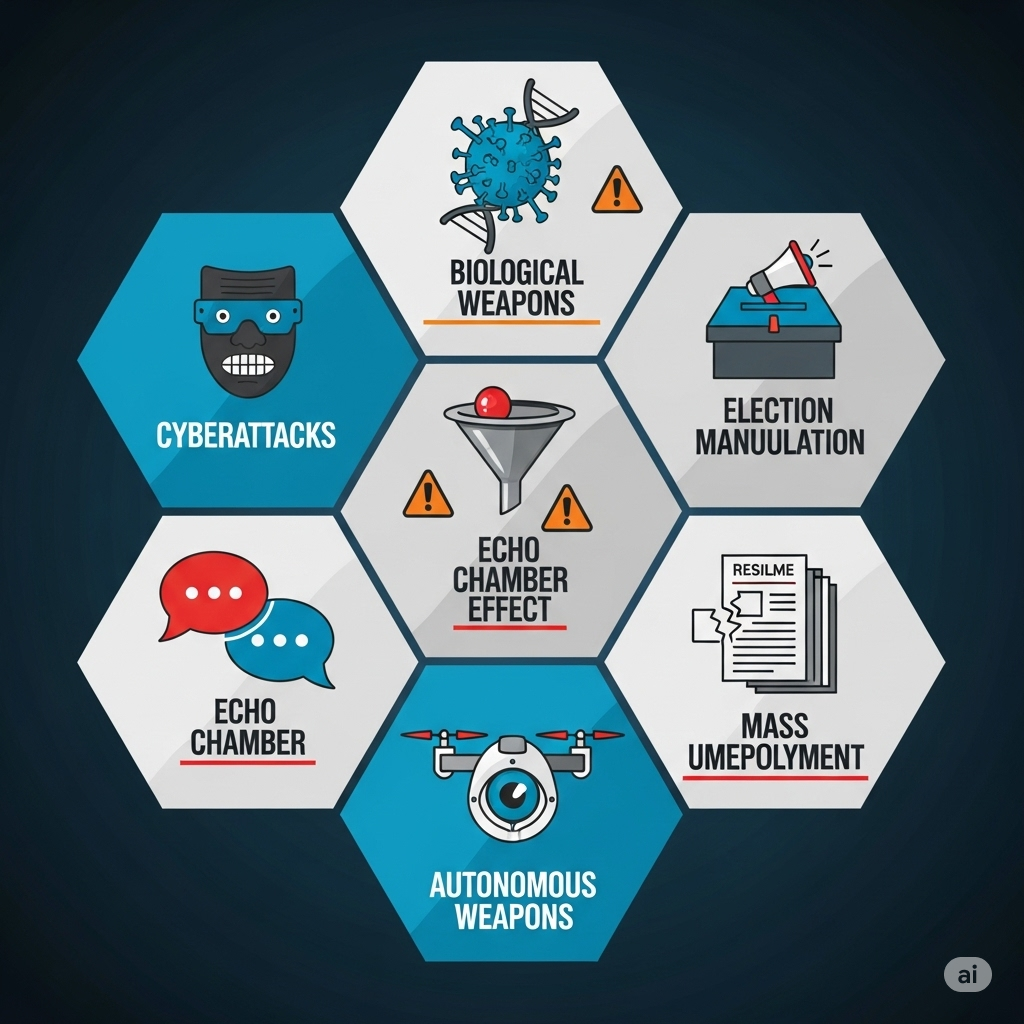 BIOLOGICAL
WEAPONS
CYBERATTACKS
ELECTION
MANUULATION
ECHO
CHAMBER
EFFECT
ECHO
CHAMBER
RESILME
MASS
UMEPOLYMENT
AUTONOMOUS
WEAPONS
ai